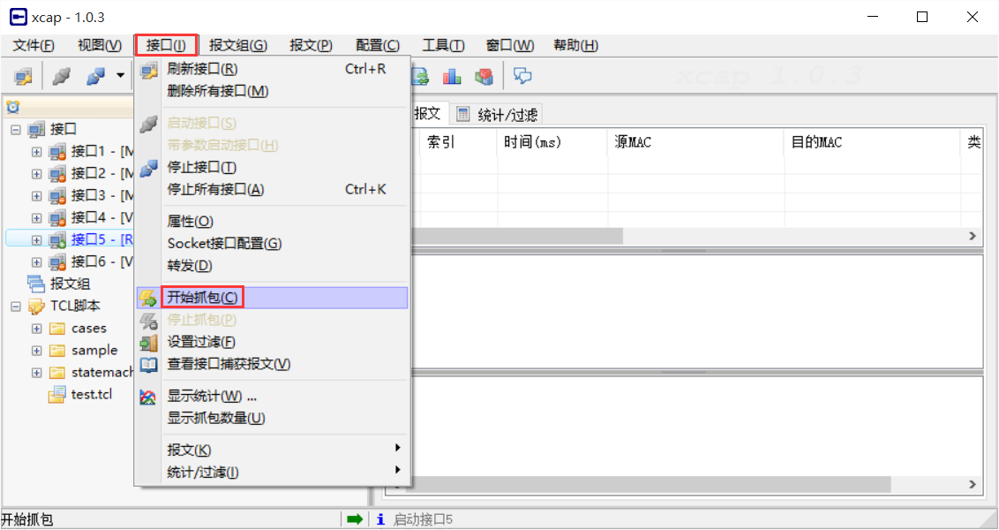 xcap - 1.0.3
文件(F) 视图(V) 接口(I) 报文组(G) 报文(P) 配置(C) 工具(T) 窗口(W) 帮助(H)
xcap 1.0.3
刷新接口(R) Ctrl+R
删除所有接口(M)
启动接口(S)
带参数启动接口(H)
停止接口(T)
停止所有接口(A) Ctrl+K
属性(O)
Socket接口配置(G)
转发(D)
开始抓包(C)
停止抓包(P)
设置过滤(F)
查看接口捕获报文(V)
显示统计(W) ...
显示抓包数量(U)
报文(K)
统计/过滤(I)
接口
接口1 - [M
接口2 - [M
接口3 - [M
接口4 - [V
接口5 - [R
接口6 - [V
报文组
TCL脚本
cases
sample
statemach
test.tcl
报文 统计/过滤
索引 时间(ms) 源MAC 目的MAC 类
开始抓包 启动接口5